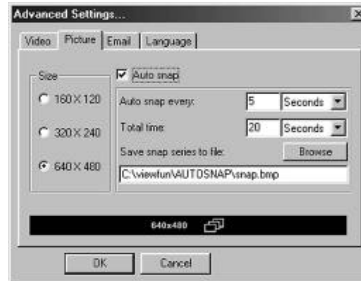 Advanced Settings...
Video Picture Email Language
Size
160 X 120
320 X 240
640 X 480
Auto snap
Auto snap every: 5 Seconds
Total time: 20 Seconds
Save snap series to file: Browse
C:\viewfun\AUTOSNAP\snap.bmp
640x480
OK Cancel